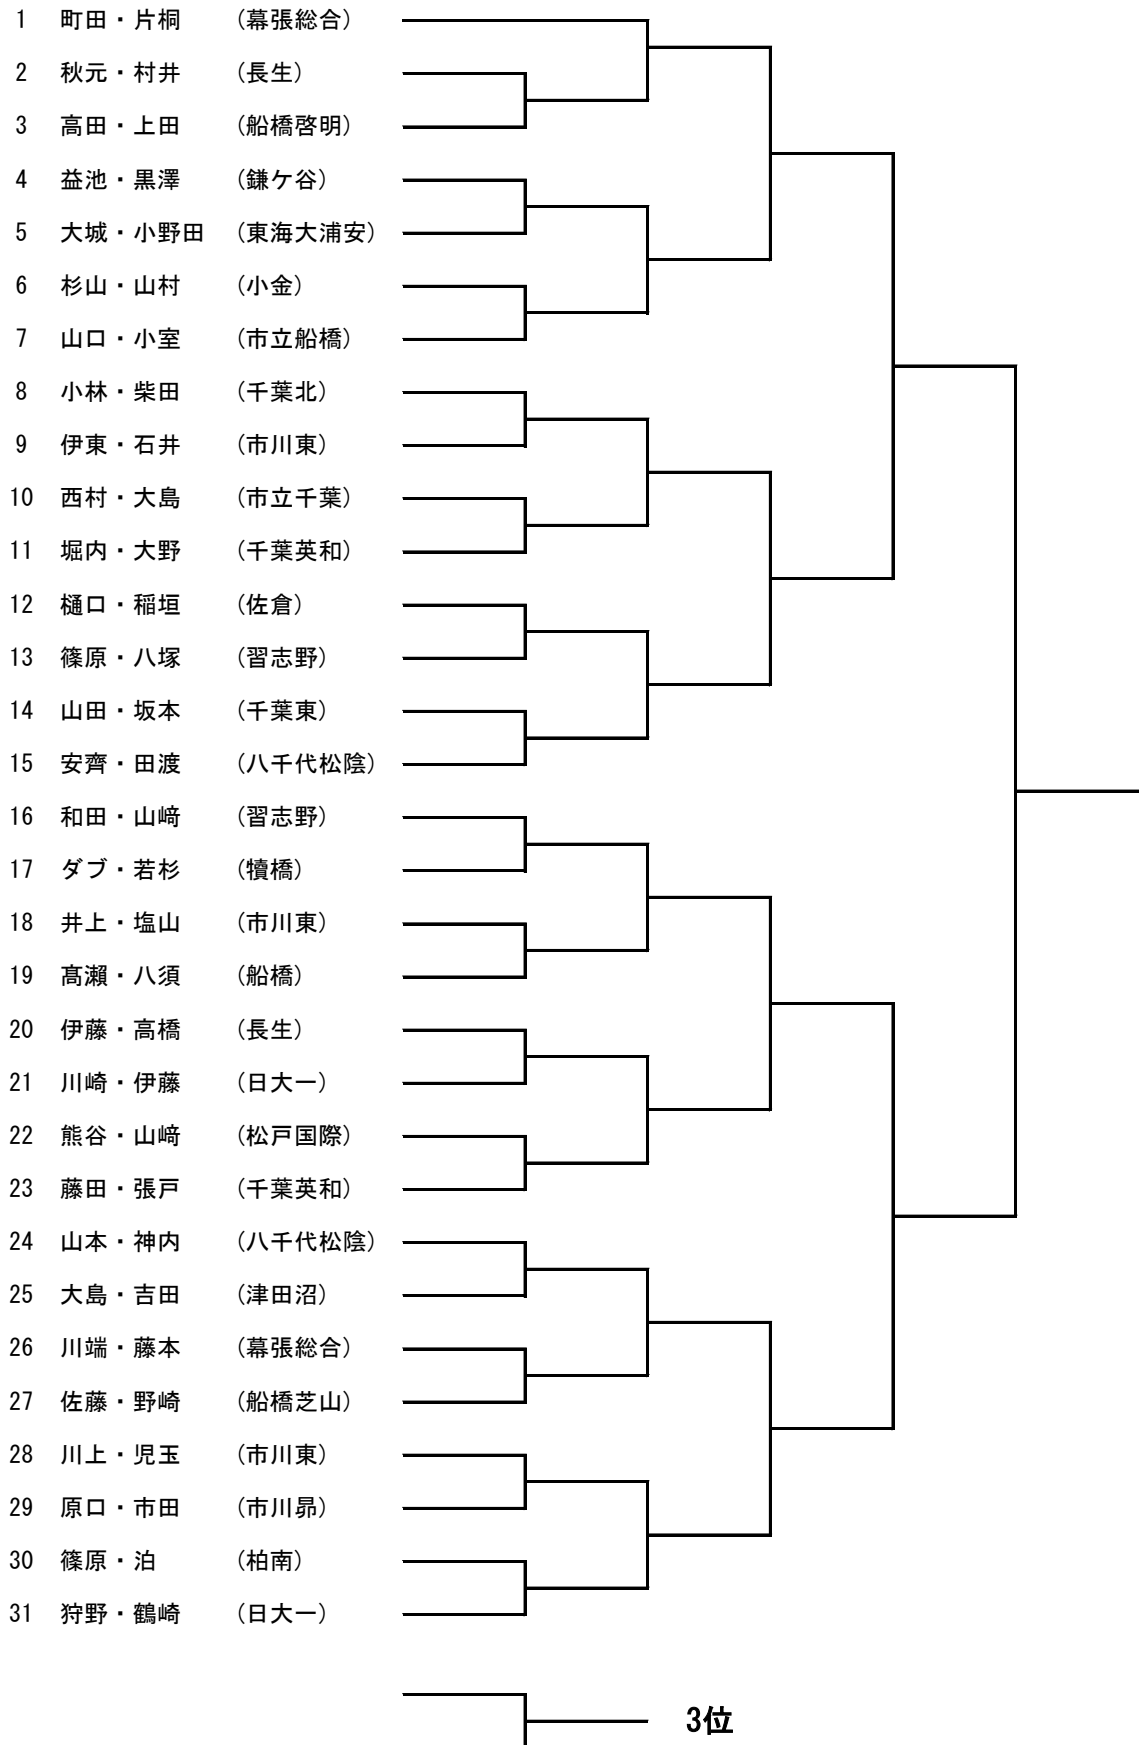 1 町田・片桐 (幕張総合)
2 秋元・村井 (長生)
3 高田・上田 (船橋啓明)
4 益池・黒澤 (鎌ケ谷)
5 大城・小野田 (東海大浦安)
6 杉山・山村 (小金)
7 山口・小室 (市立船橋)
8 小林・柴田 (千葉北)
9 伊東・石井 (市川東)
10 西村・大島 (市立千葉)
11 堀内・大野 (千葉英和)
12 樋口・稲垣 (佐倉)
13 篠原・八塚 (習志野)
14 山田・坂本 (千葉東)
15 安齊・田渡 (八千代松陰)
16 和田・山﨑 (習志野)
17 ダブ・若杉 (犢橋)
18 井上・塩山 (市川東)
19 髙瀨・八須 (船橋)
20 伊藤・高橋 (長生)
21 川崎・伊藤 (日大一)
22 熊谷・山﨑 (松戸国際)
23 藤田・張戸 (千葉英和)
24 山本・神内 (八千代松陰)
25 大島・吉田 (津田沼)
26 川端・藤本 (幕張総合)
27 佐藤・野崎 (船橋芝山)
28 川上・児玉 (市川東)
29 原口・市田 (市川昴)
30 篠原・泊 (柏南)
31 狩野・鶴崎 (日大一)
3位